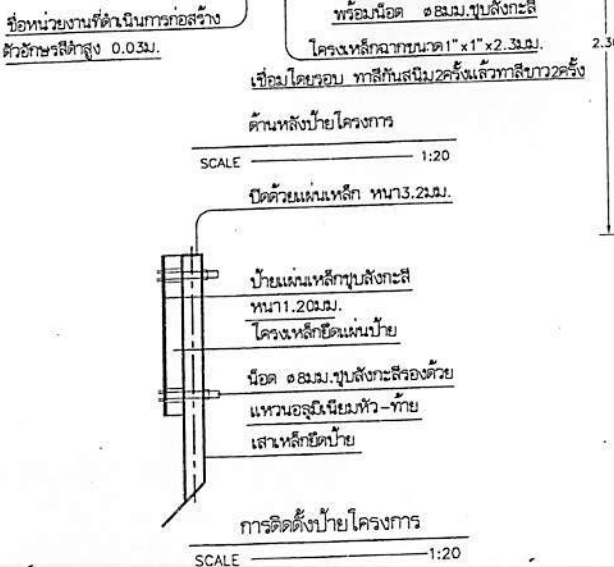 ชื่อหน่วยงานที่ดำเนินการก่อสร้าง
ตัวอักษรสีดำสูง 0.03ม.
พร้อมน็อต ø8มม.ชุบสังกะสี
โครงเหล็กฉากขนาด1"x1"x2.3มม.
เชื่อมโดยรอบ ทาสีกันสนิม2ครั้งแล้วทาสีขาว2ครั้ง
ด้านหลังป้ายโครงการ
SCALE 1:20
ปิดด้วยแผ่นเหล็ก หนา3.2มม.
ป้ายแผ่นเหล็กชุบสังกะสี
หนา1.20มม.
โครงเหล็กยึดแผ่นป้าย
น็อต ø8มม.ชุบสังกะสีรองด้วย
แหวนอลูมิเนียมหัว-ท้าย
เสาเหล็กยึดป้าย
การติดตั้งป้ายโครงการ
SCALE 1:20